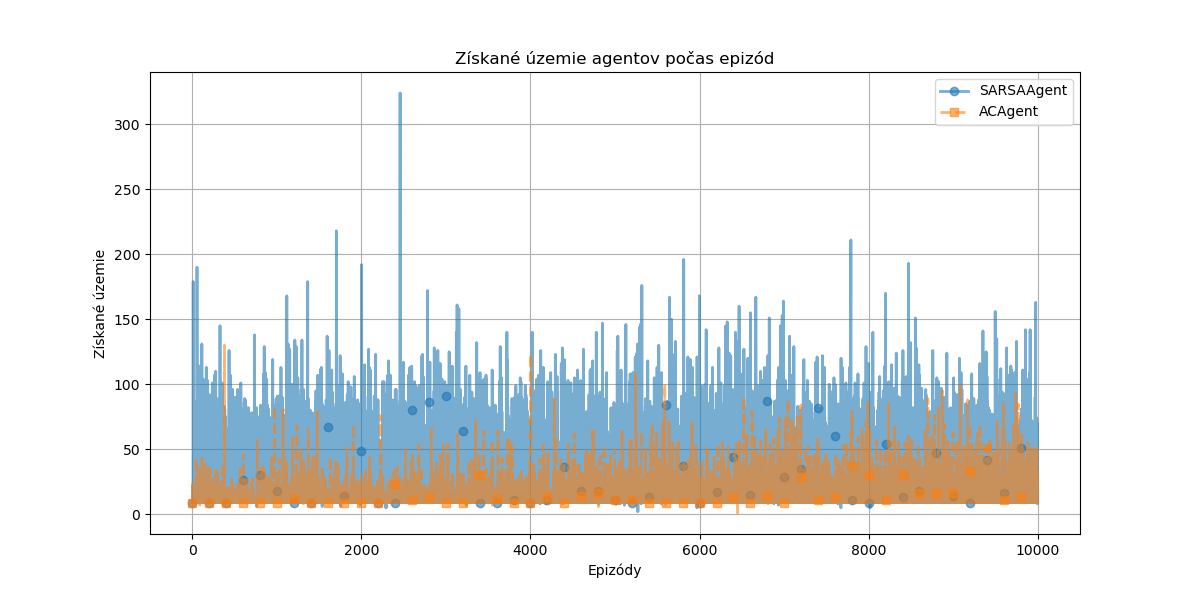 Získané územie agentov počas epizód
SARSAAgent
ACAgent
300
250
200
150
100
50
0
Získané územie
0 2000 4000 6000 8000 10000
Epizódy